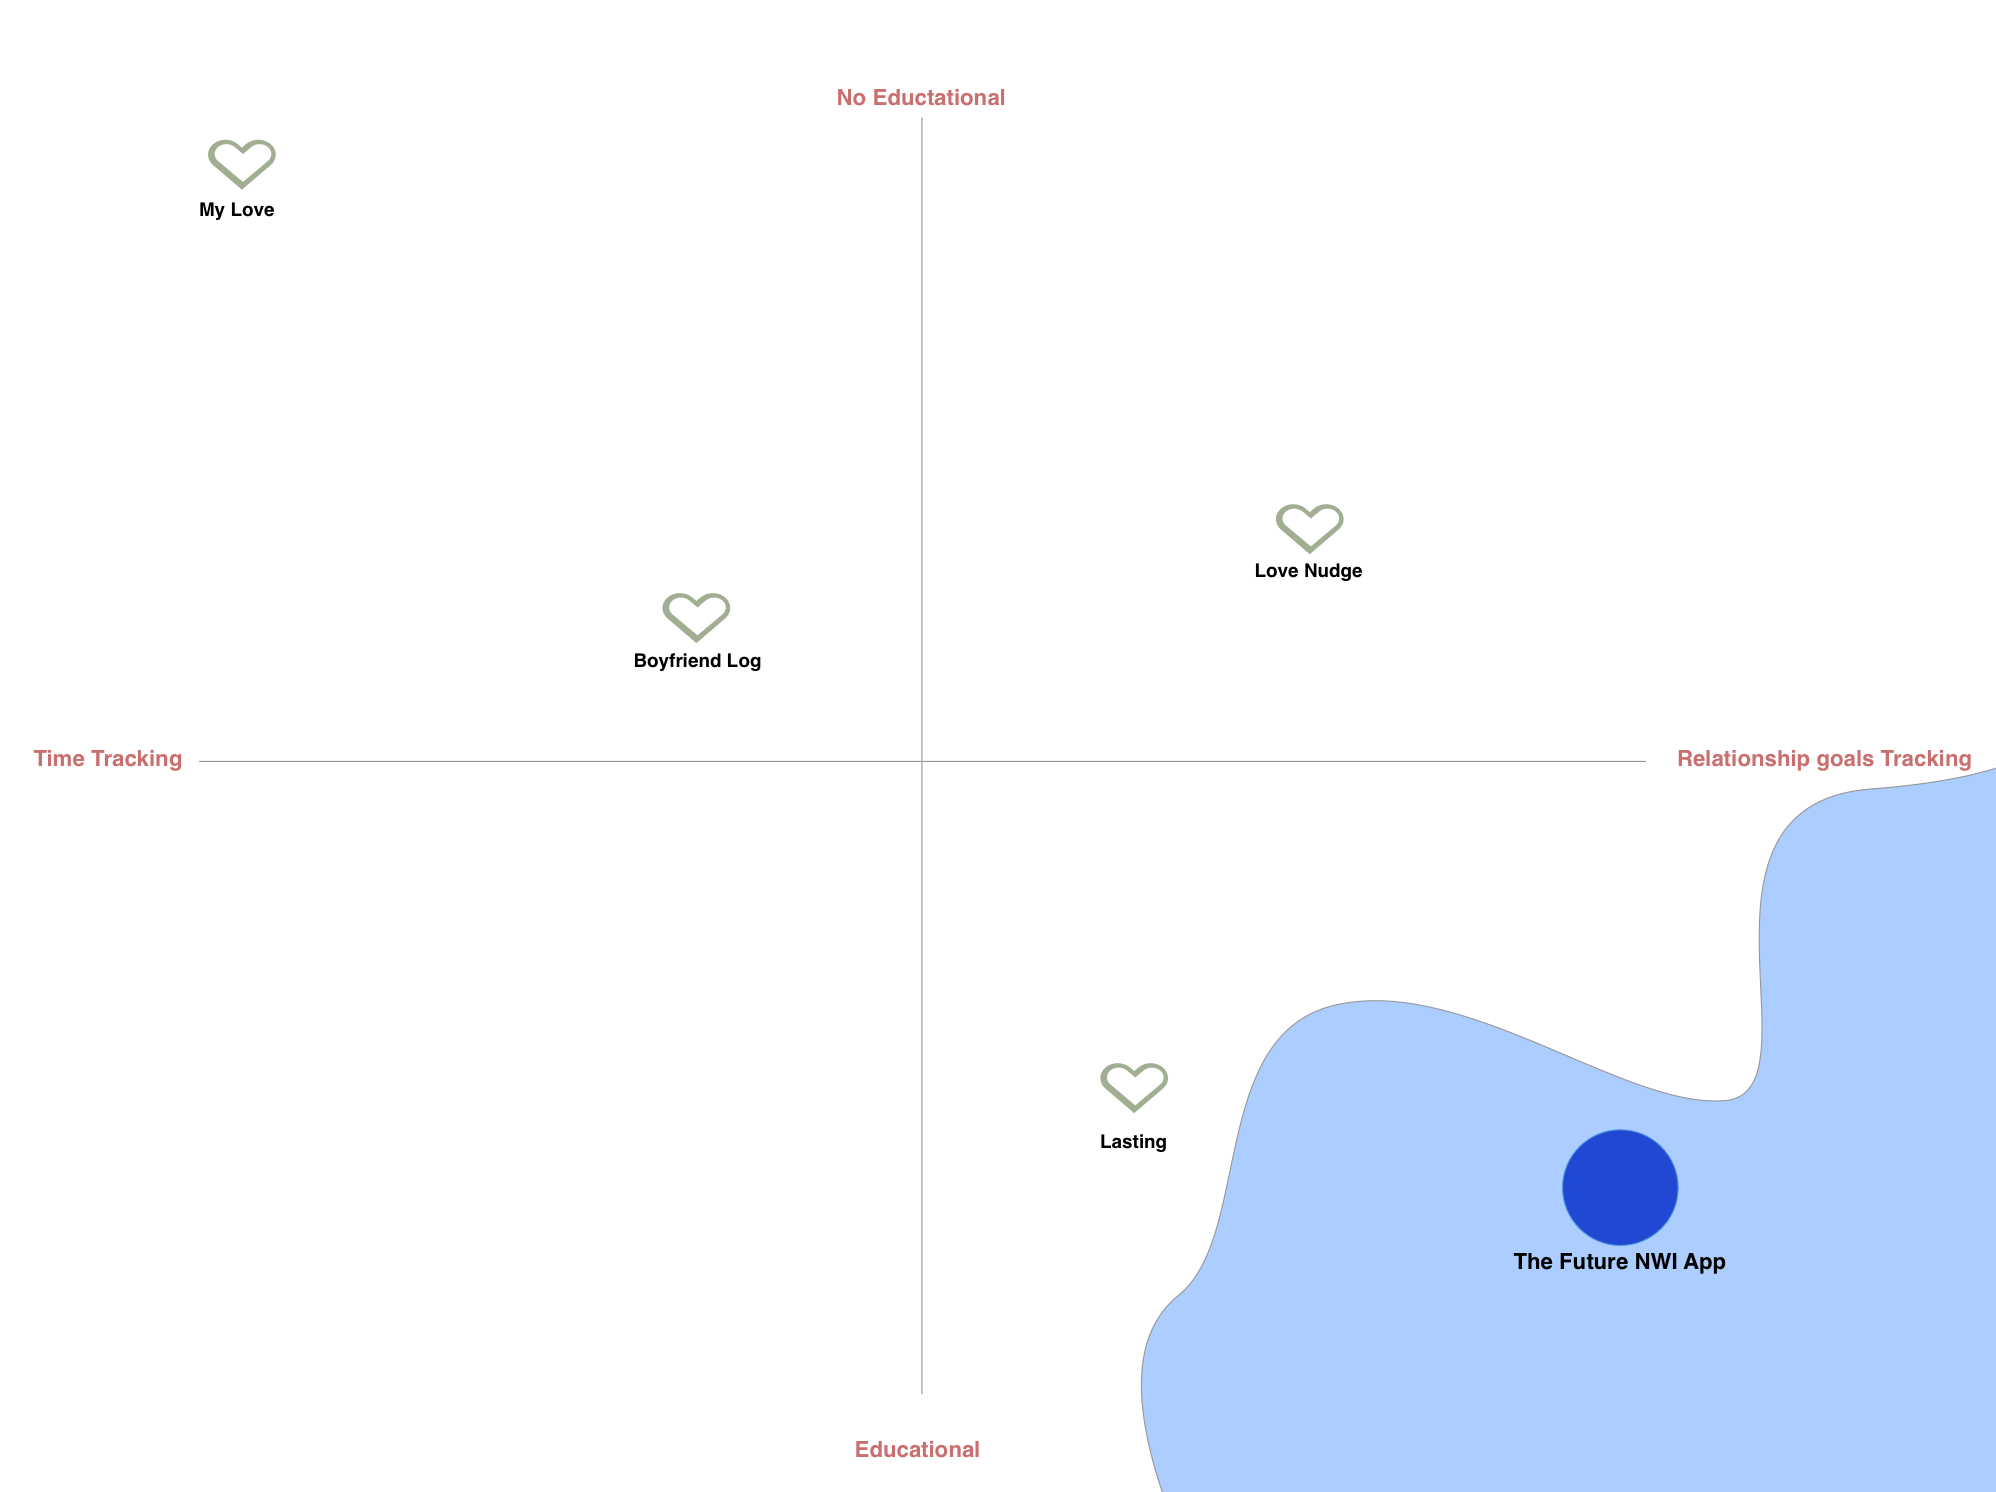 No Eductational
My Love
Love Nudge
Boyfriend Log
Time Tracking
Relationship goals Tracking
Lasting
The Future NWI App
Educational